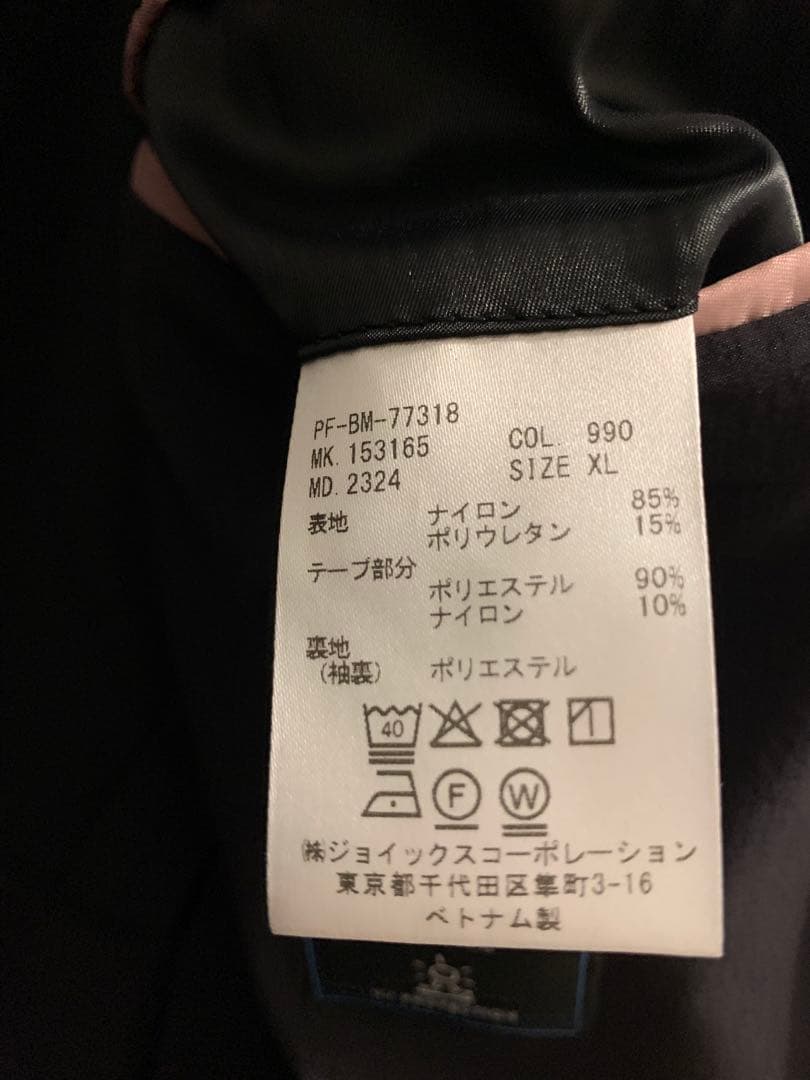 PF-BM-77318
MK. 153165 COL. 990
MD. 2324 SIZE XL
表地 ナイロン 85%
ポリウレタン 15%
テープ部分
ポリエステル 90%
ナイロン 10%
裏地
(袖裏) ポリエステル
40
F W
㈱ジョイックスコーポレーション
東京都千代田区隼町3-16
ベトナム製